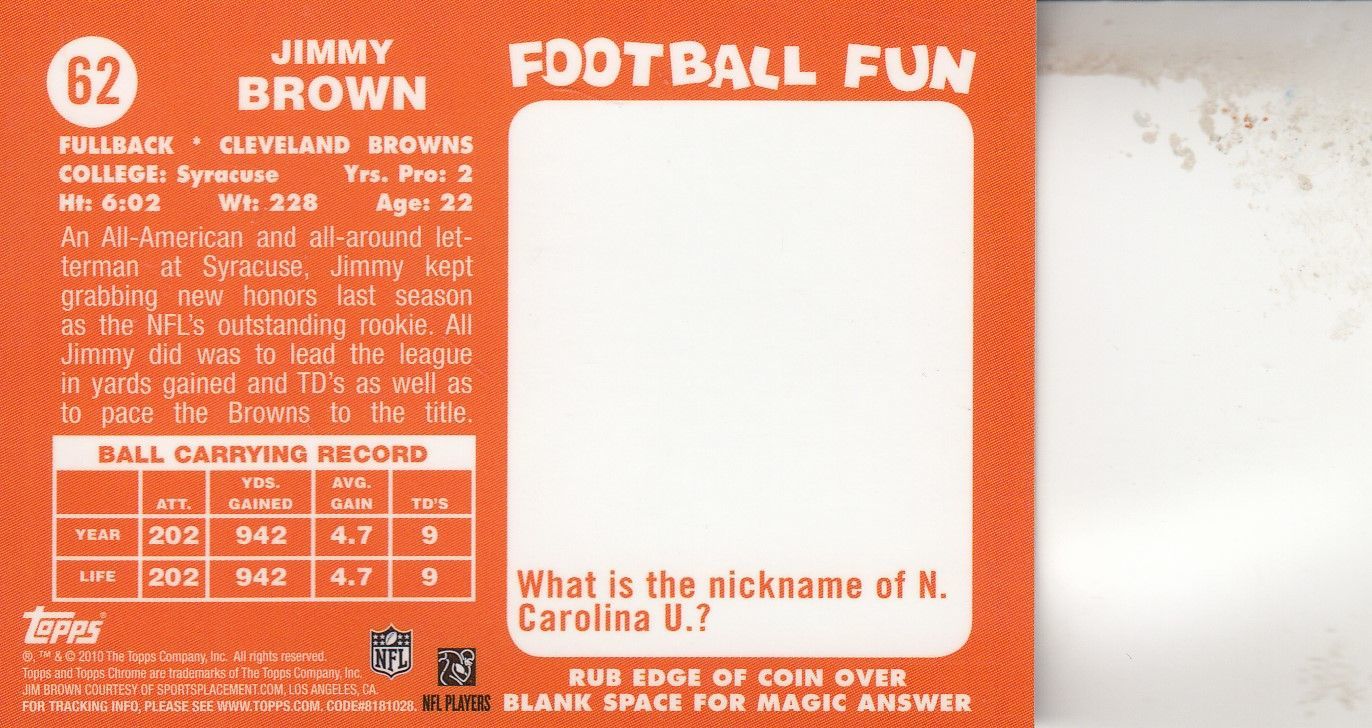 62
JIMMY
BROWN
FULLBACK * CLEVELAND BROWNS
COLLEGE: Syracuse Yrs. Pro: 2
Ht: 6:02 Wt: 228 Age: 22
An All-American and all-around let-
terman at Syracuse, Jimmy kept
grabbing new honors last season
as the NFL's outstanding rookie. All
Jimmy did was to lead the league
in yards gained and TD's as well as
to pace the Browns to the title.
BALL CARRYING RECORD
ATT. YDS. GAINED AVG. GAIN TD'S
YEAR 202 942 4.7 9
LIFE 202 942 4.7 9
topps®
®, ™ & © 2010 The Topps Company, Inc. All rights reserved.
Topps and Topps Chrome are trademarks of The Topps Company, Inc.
JIM BROWN COURTESY OF SPORTSPLACEMENT.COM, LOS ANGELES, CA.
FOR TRACKING INFO, PLEASE SEE WWW.TOPPS.COM. CODE#8181028.
NFL
NFL PLAYERS
FOOTBALL FUN
What is the nickname of N.
Carolina U.?
RUB EDGE OF COIN OVER
BLANK SPACE FOR MAGIC ANSWER